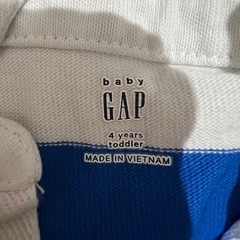 baby
GAP
4 years
toddler
MADE IN VIETNAM